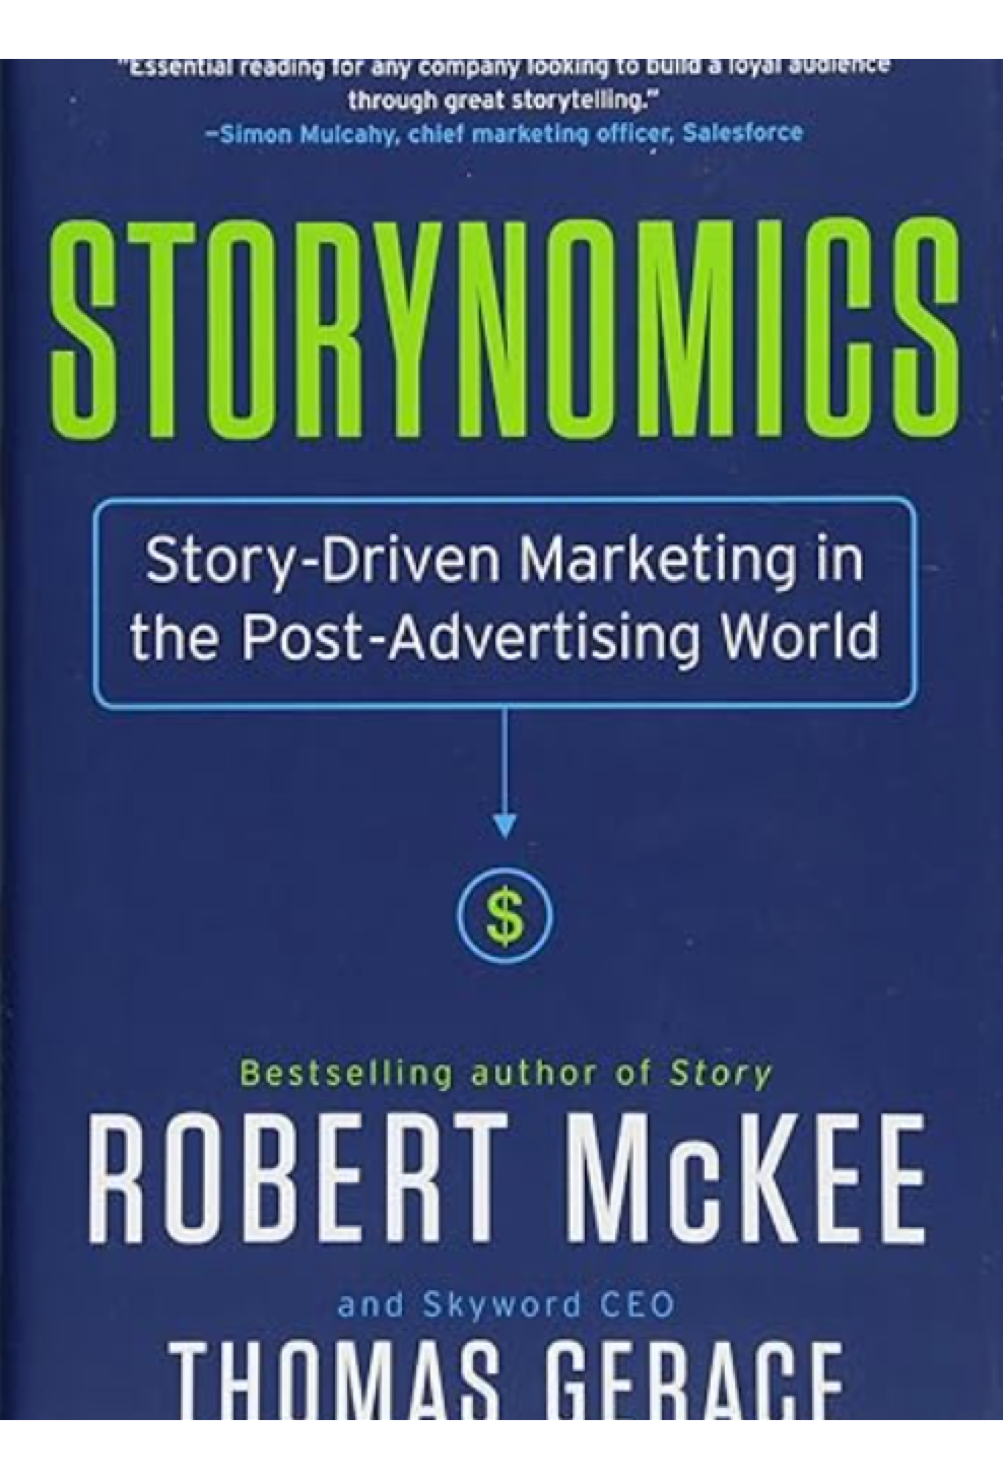 "Essential reading for any company looking to build a loyal audience
through great storytelling."
–Simon Mulcahy, chief marketing officer, Salesforce
STORYNOMICS
Story-Driven Marketing in
the Post-Advertising World
$
Bestselling author of Story
ROBERT McKEE
and Skyword CEO
THOMAS GERACE